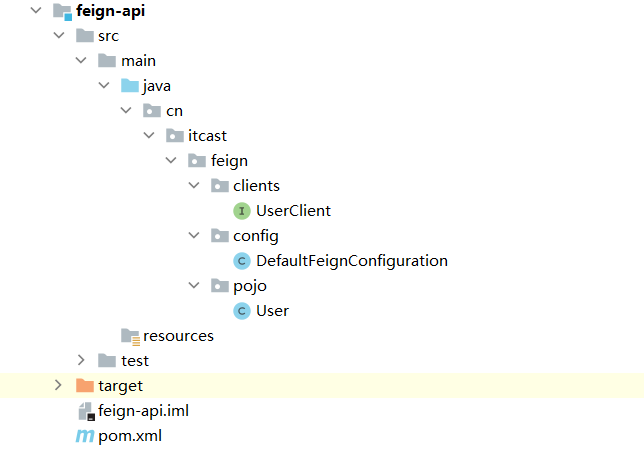 feign-api
src
main
java
cn
itcast
feign
clients
I UserClient
config
C DefaultFeignConfiguration
pojo
C User
resources
test
target
feign-api.iml
m pom.xml